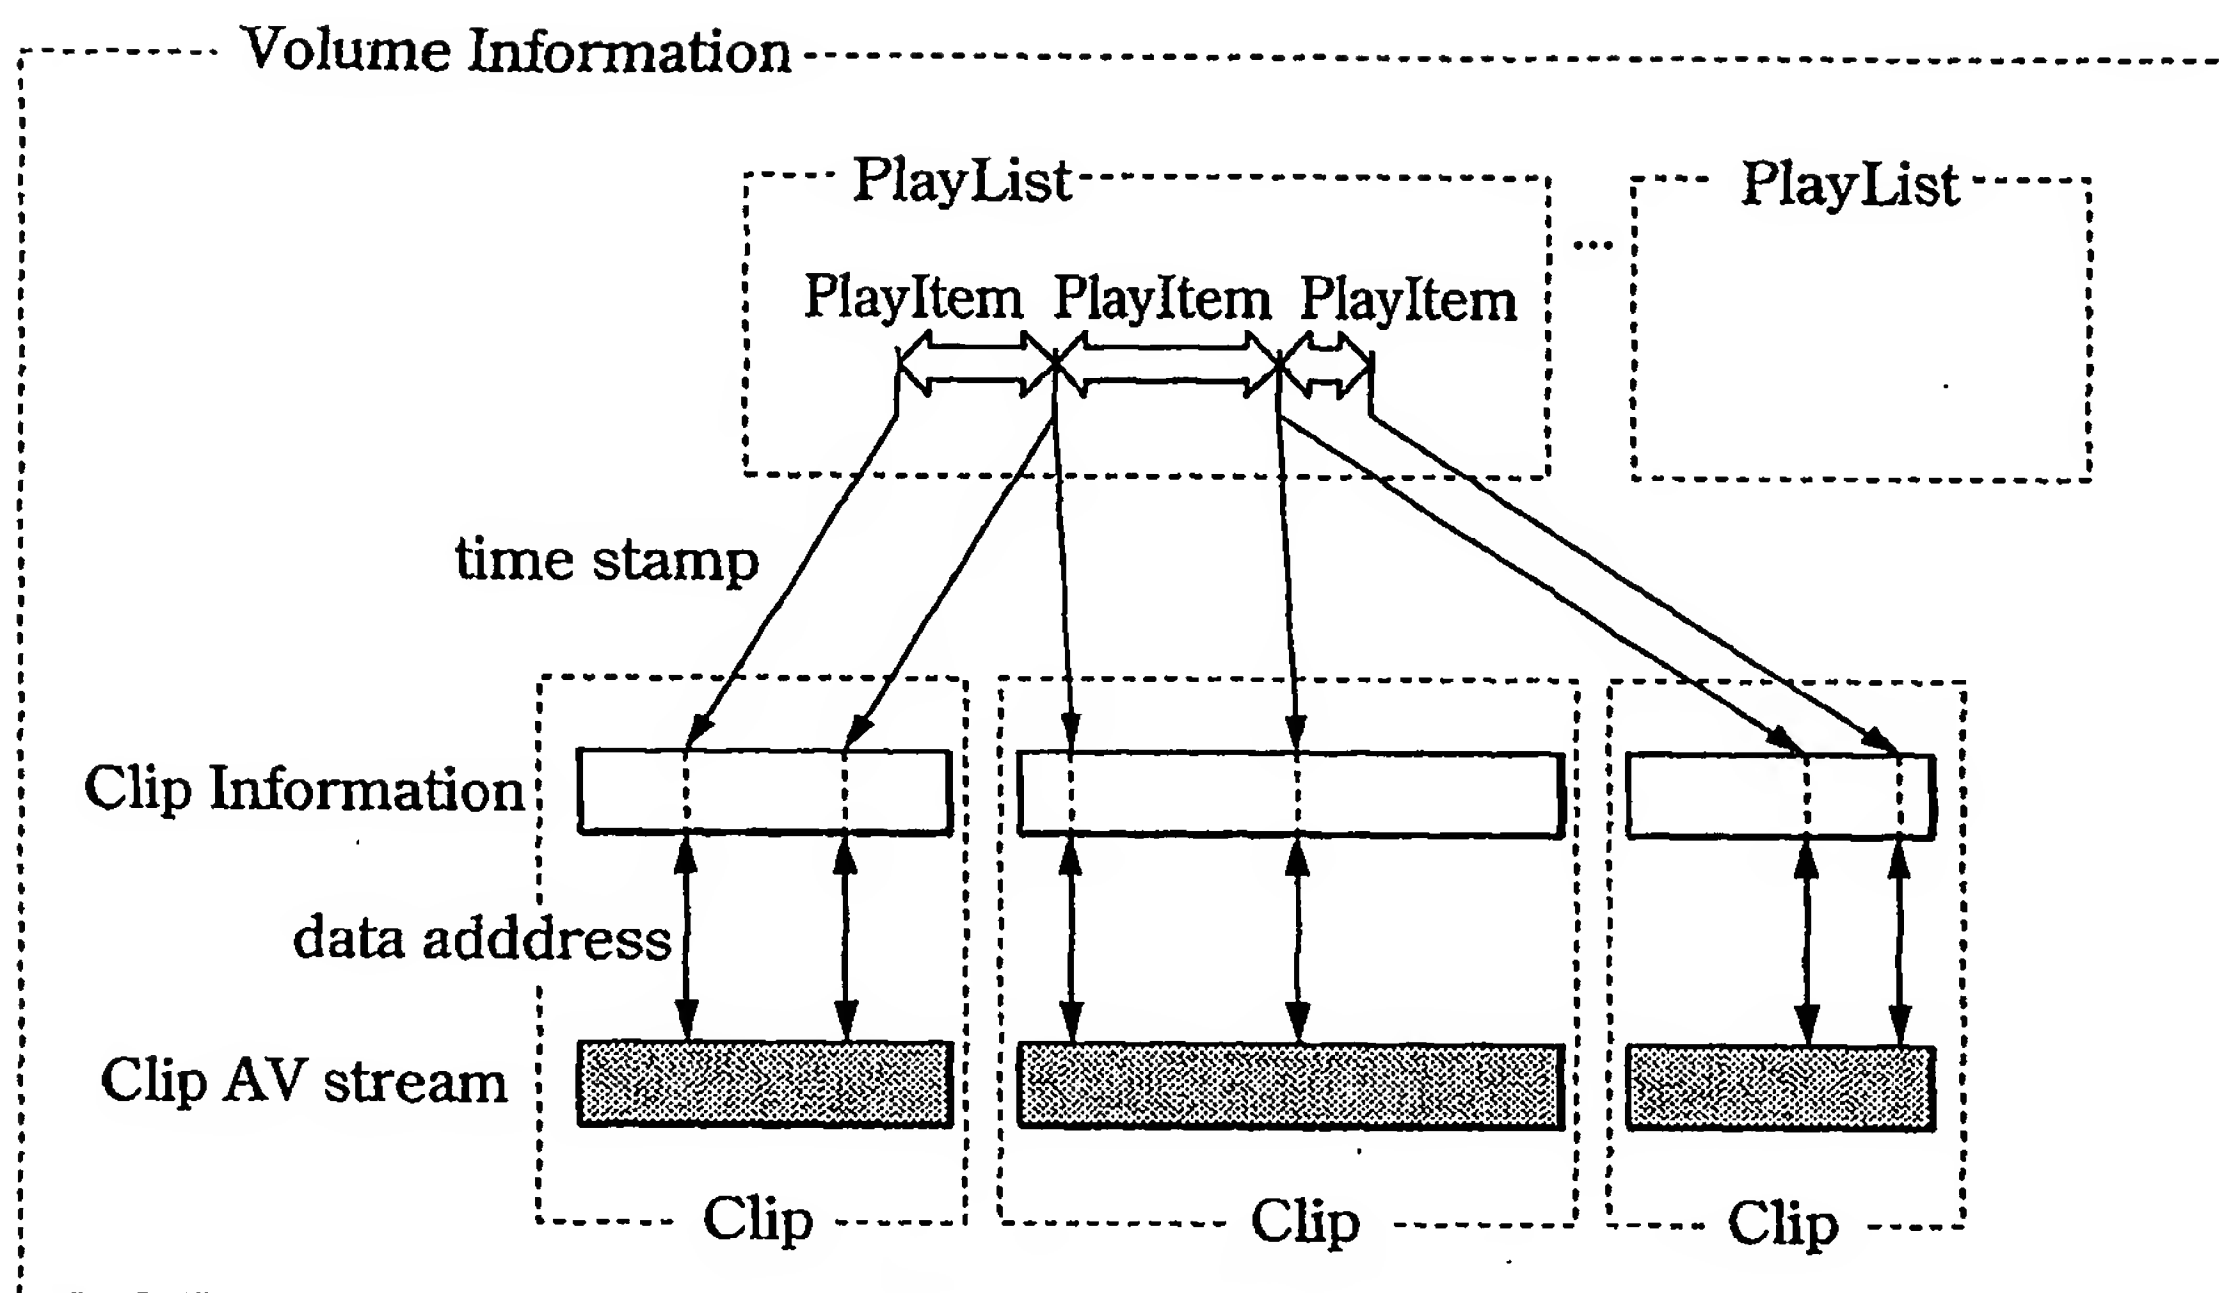 Volume Information
PlayList
PlayList
...
PlayItem PlayItem PlayItem
time stamp
Clip Information
data adddress
Clip AV stream
Clip
Clip
Clip